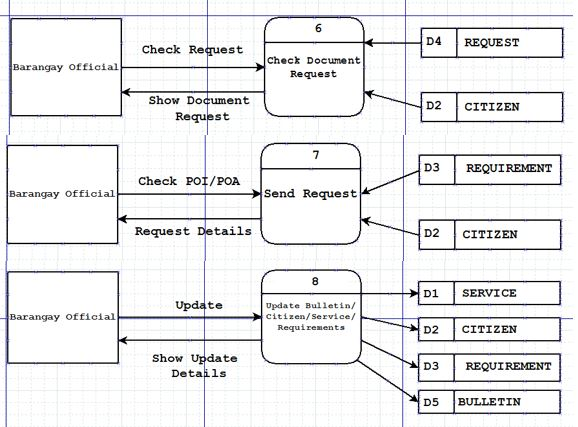 6
Barangay Official
Check Request
Check Document
Request
Show Document
Request
D4 REQUEST
D2 CITIZEN
7
Barangay Official
Check POI/POA
Send Request
Request Details
D3 REQUIREMENT
D2 CITIZEN
8
Barangay Official
Update
Update Bulletin/
Citizen/Service/
Requirements
Show Update
Details
D1 SERVICE
D2 CITIZEN
D3 REQUIREMENT
D5 BULLETIN